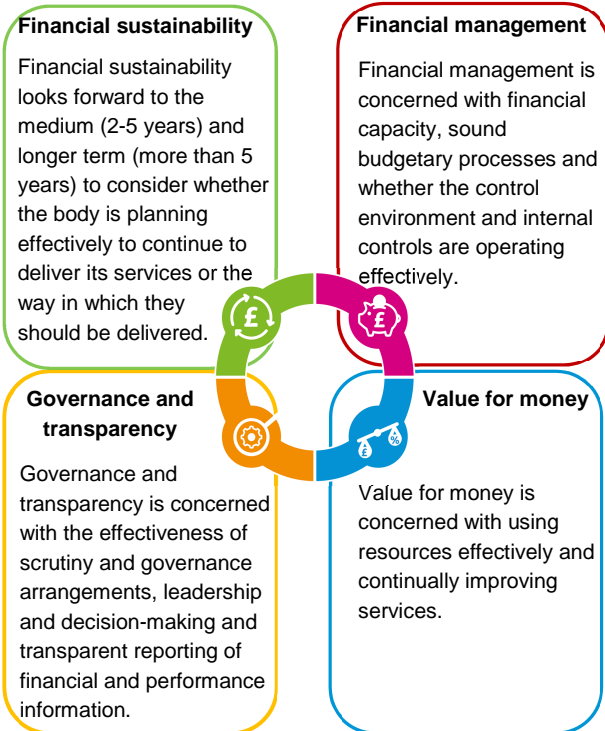 Financial sustainability
Financial sustainability
looks forward to the
medium (2-5 years) and
longer term (more than 5
years) to consider whether
the body is planning
effectively to continue to
deliver its services or the
way in which they
should be delivered.
Financial management
Financial management is
concerned with financial
capacity, sound
budgetary processes and
whether the control
environment and internal
controls are operating
effectively.
£
£
Governance and
transparency
Governance and
transparency is concerned
with the effectiveness of
scrutiny and governance
arrangements, leadership
and decision-making and
transparent reporting of
financial and performance
information.
Value for money
£ %
Value for money is
concerned with using
resources effectively and
continually improving
services.